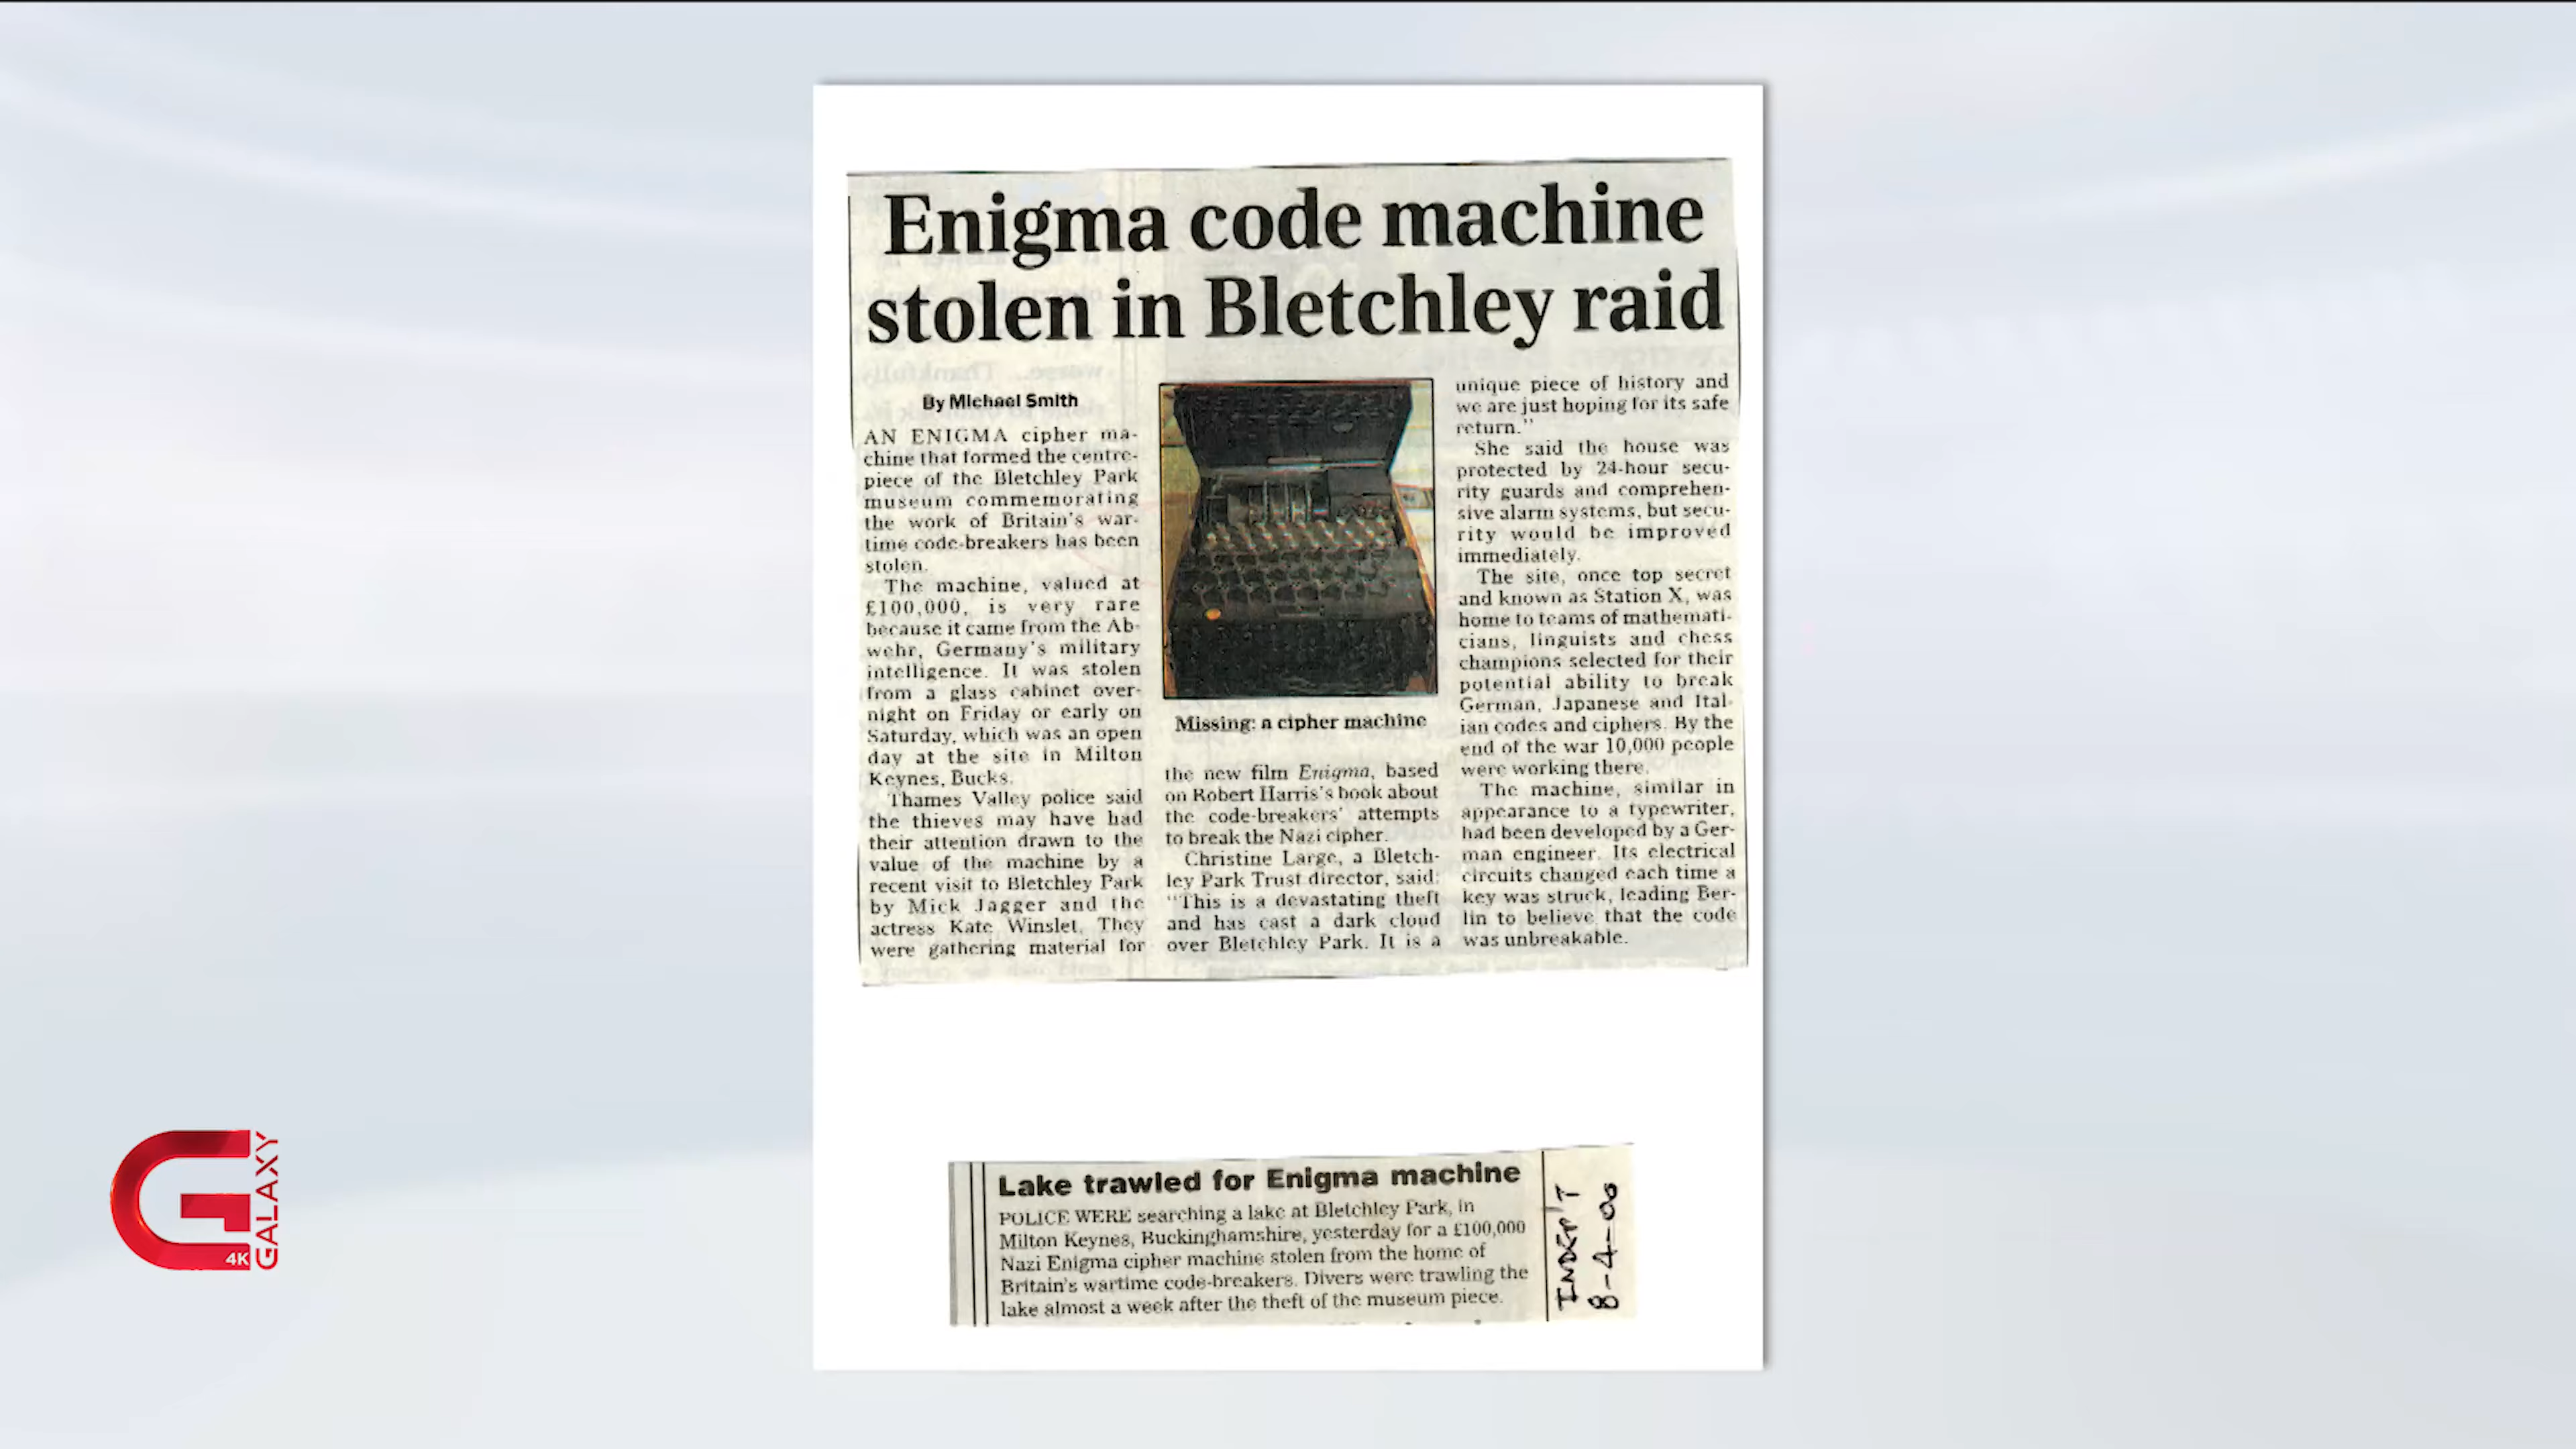 Enigma code machine
stolen in Bletchley raid
By Michael Smith
AN ENIGMA cipher ma-
chine that formed the centre-
piece of the Bletchley Park
museum commemorating
the work of Britain's war-
time code-breakers has been
stolen.
The machine, valued at
£100,000, is very rare
because it came from the Ab-
wehr, Germany's military
intelligence. It was stolen
from a glass cabinet over-
night on Friday or early on
Saturday, which was an open
day at the site in Milton
Keynes, Bucks.
Thames Valley police said
the thieves may have had
their attention drawn to the
value of the machine by a
recent visit to Bletchley Park
by Mick Jagger and the
actress Kate Winslet. They
were gathering material for
Missing: a cipher machine
the new film Enigma, based
on Robert Harris's book about
the code-breakers' attempts
to break the Nazi cipher.
Christine Large, a Bletch-
ley Park Trust director, said:
"This is a devastating theft
and has cast a dark cloud
over Bletchley Park. It is a
unique piece of history and
we are just hoping for its safe
return."
She said the house was
protected by 24-hour secu-
rity guards and comprehen-
sive alarm systems, but secu-
rity would be improved
immediately.
The site, once top secret
and known as Station X, was
home to teams of mathemati-
cians, linguists and chess
champions selected for their
potential ability to break
German, Japanese and Ital-
ian codes and ciphers. By the
end of the war 10,000 people
were working there.
The machine, similar in
appearance to a typewriter,
had been developed by a Ger-
man engineer. Its electrical
circuits changed each time a
key was struck, leading Ber-
lin to believe that the code
was unbreakable.
Lake trawled for Enigma machine
POLICE WERE searching a lake at Bletchley Park, in
Milton Keynes, Buckinghamshire, yesterday for a £100,000
Nazi Enigma cipher machine stolen from the home of
Britain's wartime code-breakers. Divers were trawling the
lake almost a week after the theft of the museum piece.
INDEP'T
8-4-00
GALAXY
4K